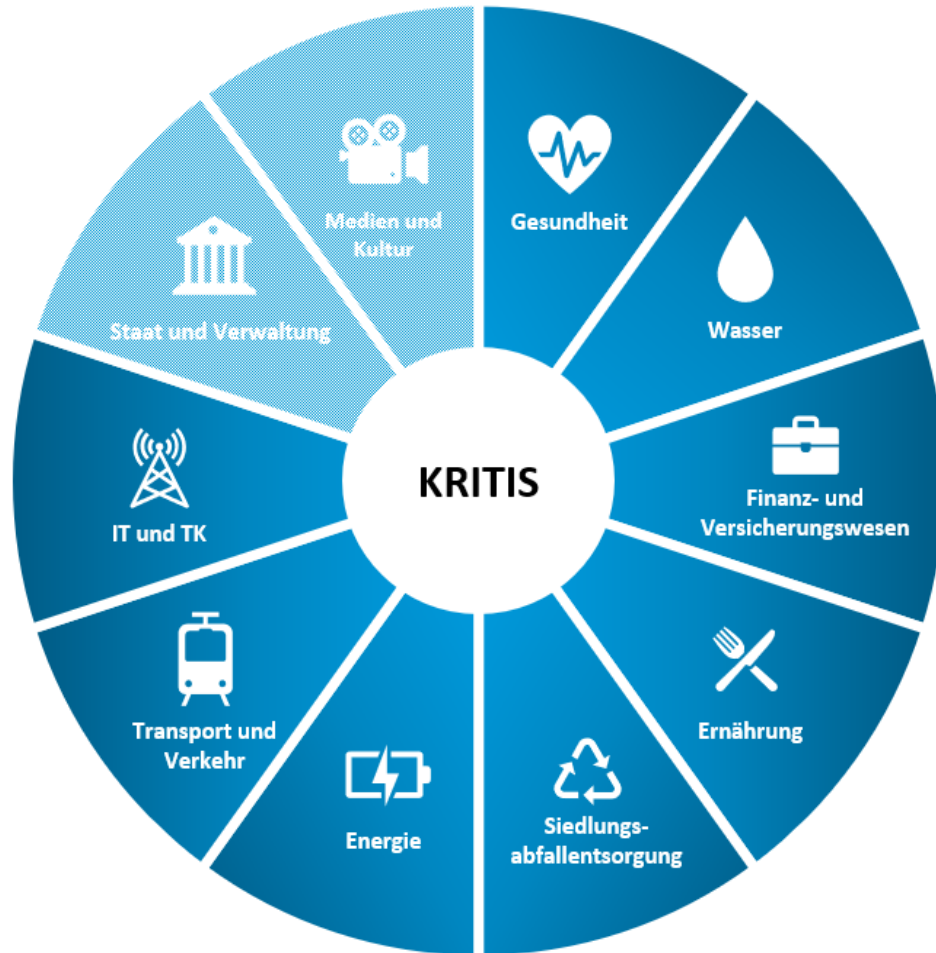 Medien und
Kultur
Gesundheit
Staat und Verwaltung
Wasser
KRITIS
IT und TK
Finanz- und
Versicherungswesen
Transport und
Verkehr
Ernährung
Energie
Siedlungs-
abfallentsorgung